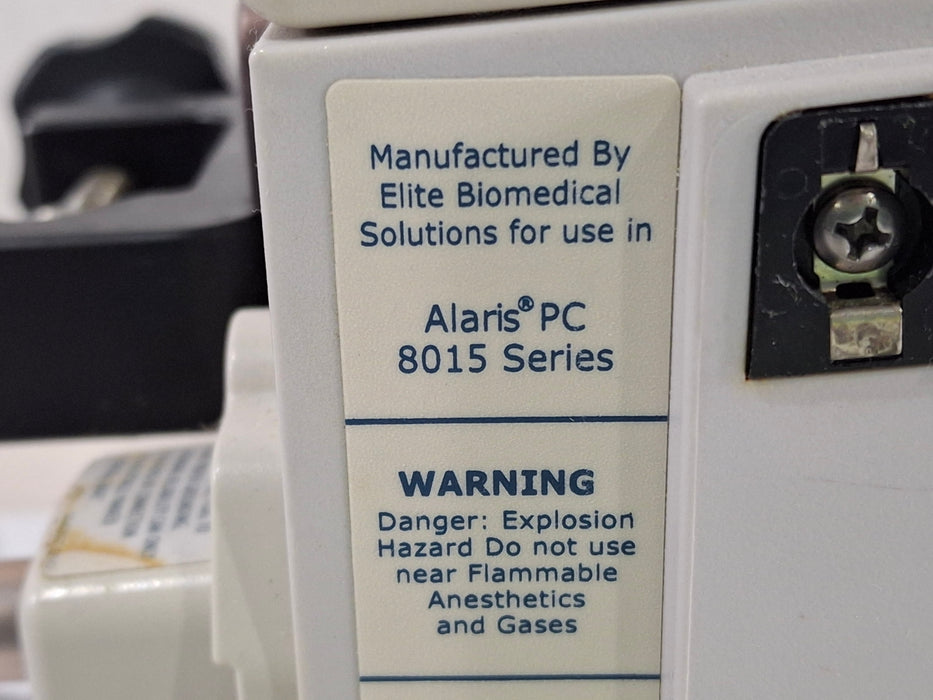 Manufactured By
Elite Biomedical
Solutions for use in
Alaris® PC
8015 Series
WARNING
Danger: Explosion
Hazard Do not use
near Flammable
Anesthetics
and Gases